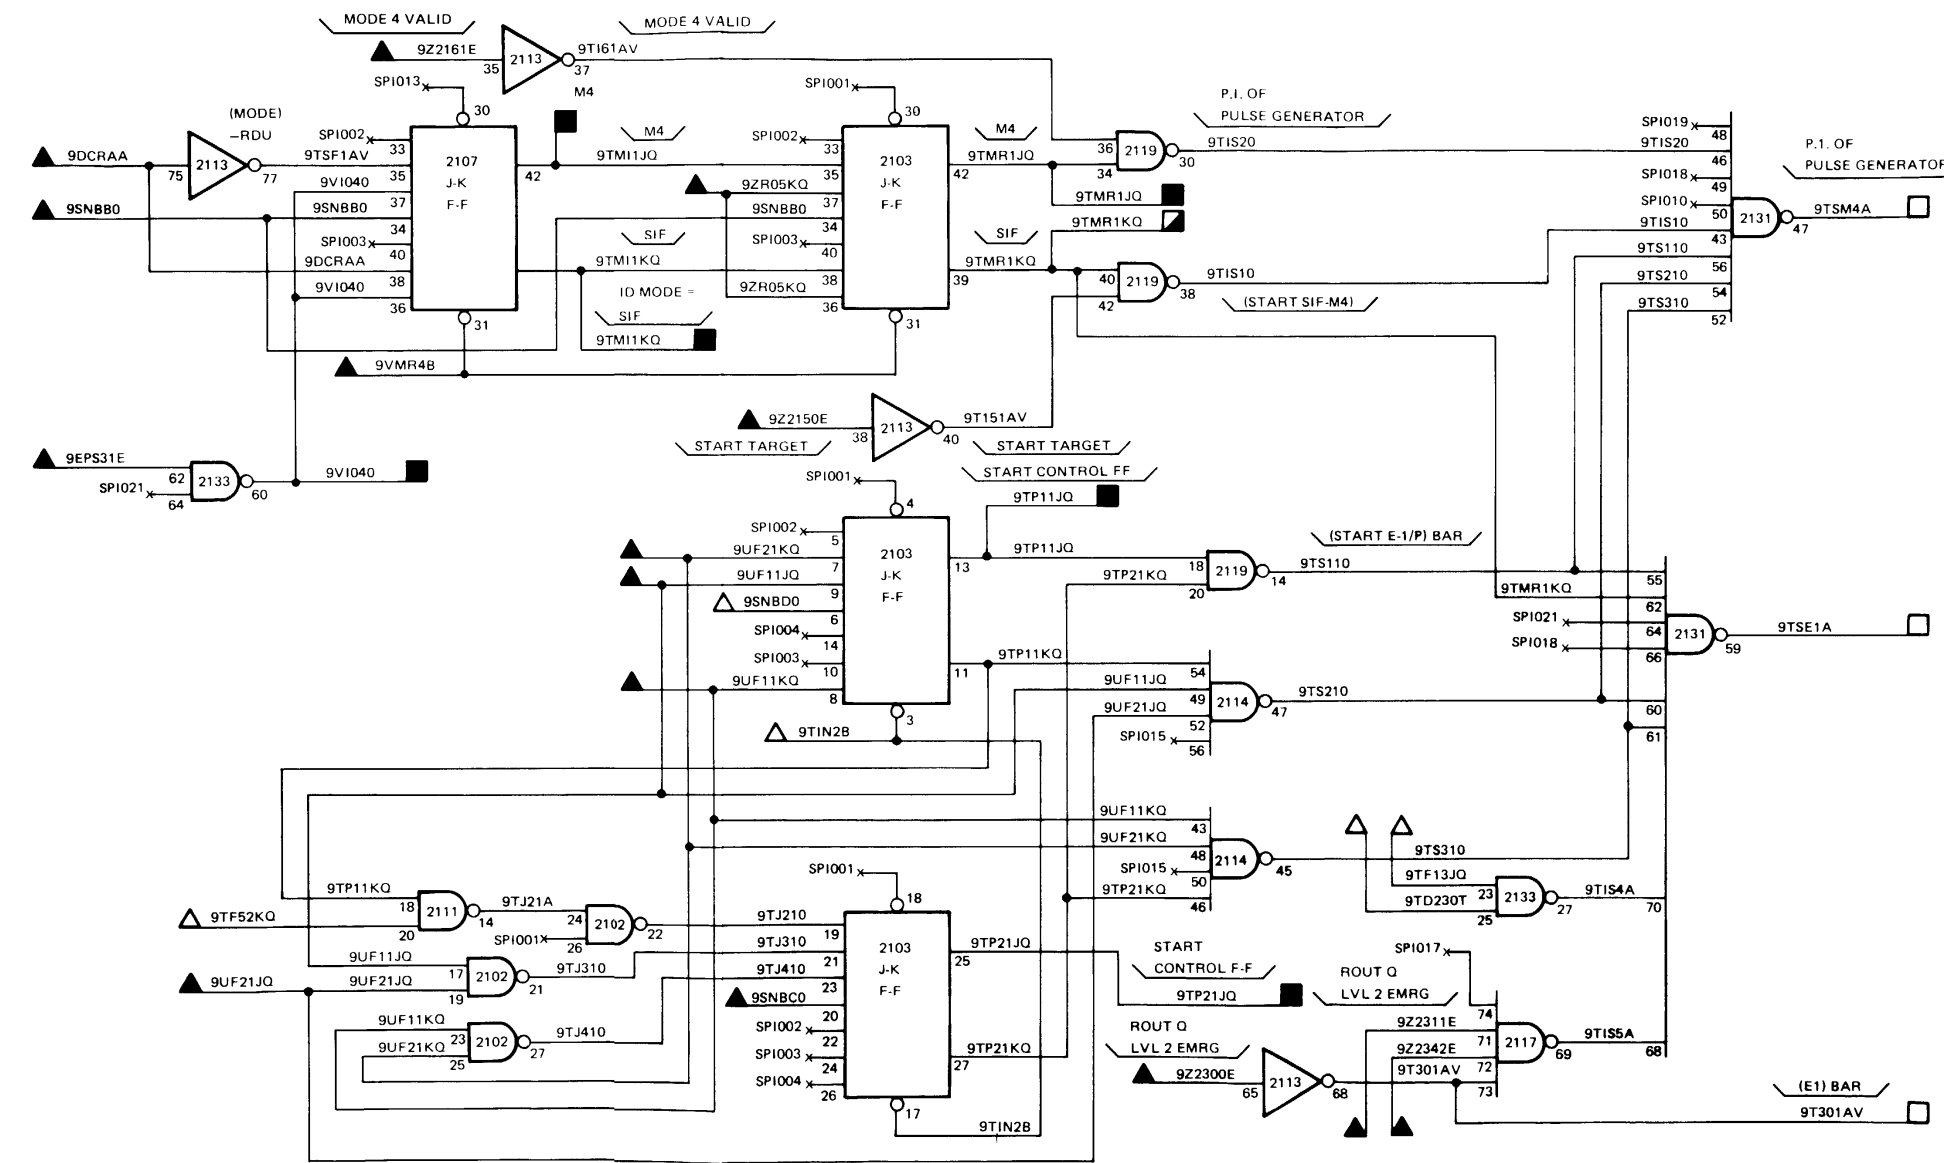 MODE 4 VALID
MODE 4 VALID
9Z2161E
35
2113
9TI61AV
37
M4
SPI013
30
SPI001
30
P.I. OF
PULSE GENERATOR
(MODE)
–RDU
9DCRAA
75
2113
77
9TSF1AV
SPI002
33
35
9VI040
37
9SNBB0
34
SPI003
40
9DCRAA
38
9VI040
36
2107
J-K
F-F
42
31
9SNBB0
M4
9TMI1JQ
SIF
9TMI1KQ
ID MODE =
SIF
9TMI1KQ
9VMR4B
SPI002
33
35
9ZR05KQ
37
9SNBB0
34
SPI003
40
38
9ZR05KQ
36
2103
J-K
F-F
42
39
31
M4
9TMR1JQ
9TMR1JQ
9TMR1KQ
SIF
9TMR1KQ
36
34
2119
30
9TIS20
40
42
2119
38
9TIS10
(START SIF-M4)
SPI019
48
9TIS20
46
SPI018
49
SPI010
50
9TIS10
43
9TS110
56
9TS210
54
9TS310
52
2131
47
9TSM4A
P.1. OF
PULSE GENERATOR
9Z2150E
38
2113
40
9T151AV
START TARGET
START TARGET
START CONTROL FF
9EPS31E
62
SPI021
64
2133
60
9VI040
SPI001
4
9TP11JQ
SPI002
5
9UF21KQ
7
9UF11JQ
9
9SNBD0
6
SPI004
14
SPI003
10
9UF11KQ
8
2103
J-K
F-F
13
11
3
9TP11JQ
9TP11KQ
9TIN2B
18
9TP21KQ
20
2119
14
(START E-1/P) BAR
9TS110
54
9UF11JQ
49
9UF21JQ
52
SPI015
56
2114
47
9TS210
55
9TMR1KQ
62
SPI021
64
SPI018
66
60
61
70
68
2131
59
9TSE1A
9UF11KQ
43
9UF21KQ
48
SPI015
50
9TP21KQ
46
2114
45
9TS310
9TF13JQ
23
9TD230T
25
2133
27
9TIS4A
9TP11KQ
18
9TF52KQ
20
2111
14
9TJ21A
24
SPI001
26
2102
22
9TJ210
19
9UF11JQ
17
9UF21JQ
9UF21JQ
19
2102
21
9TJ310
9TJ310
21
9UF11KQ
23
9UF21KQ
25
2102
27
9TJ410
9TJ410
23
SPI001
18
9SNBC0
20
SPI002
22
SPI003
24
SPI004
26
2103
J-K
F-F
25
27
17
9TP21JQ
9TP21KQ
9TIN2B
START
CONTROL F-F
9TP21JQ
ROUT Q
LVL 2 EMRG
9Z2300E
65
2113
68
SPI017
ROUT Q
LVL 2 EMRG
74
9Z2311E
71
9Z2342E
72
9T301AV
73
2117
69
9TIS5A
(E1) BAR
9T301AV